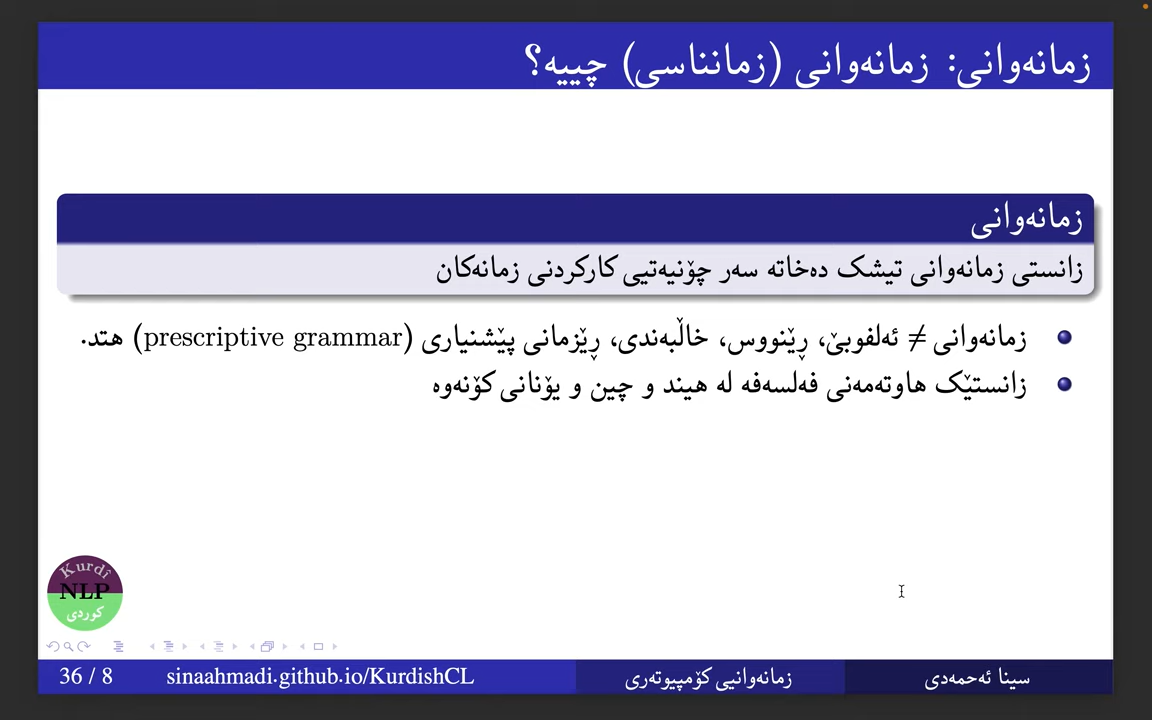 زمانەوانی: زمانەوانی (زمانناسی) چییە؟
زمانەوانی
زانستی زمانەوانی تیشک دەخاتە سەر چۆنیەتیی کارکردنی زمانەکان
زمانەوانی ≠ ئەلفوبێ، ڕێنووس، خاڵبەندی، ڕێزمانی پێشنیاری (prescriptive grammar) هتد.
زانستێک هاوتەمەنی فەلسەفە لە هیند و چین و یۆنانی کۆنەوە
Kurdî
NLP
کوردی
سینا ئەحمەدی
زمانەوانیی کۆمپیوتەری
sinaahmadi.github.io/KurdishCL
36 / 8